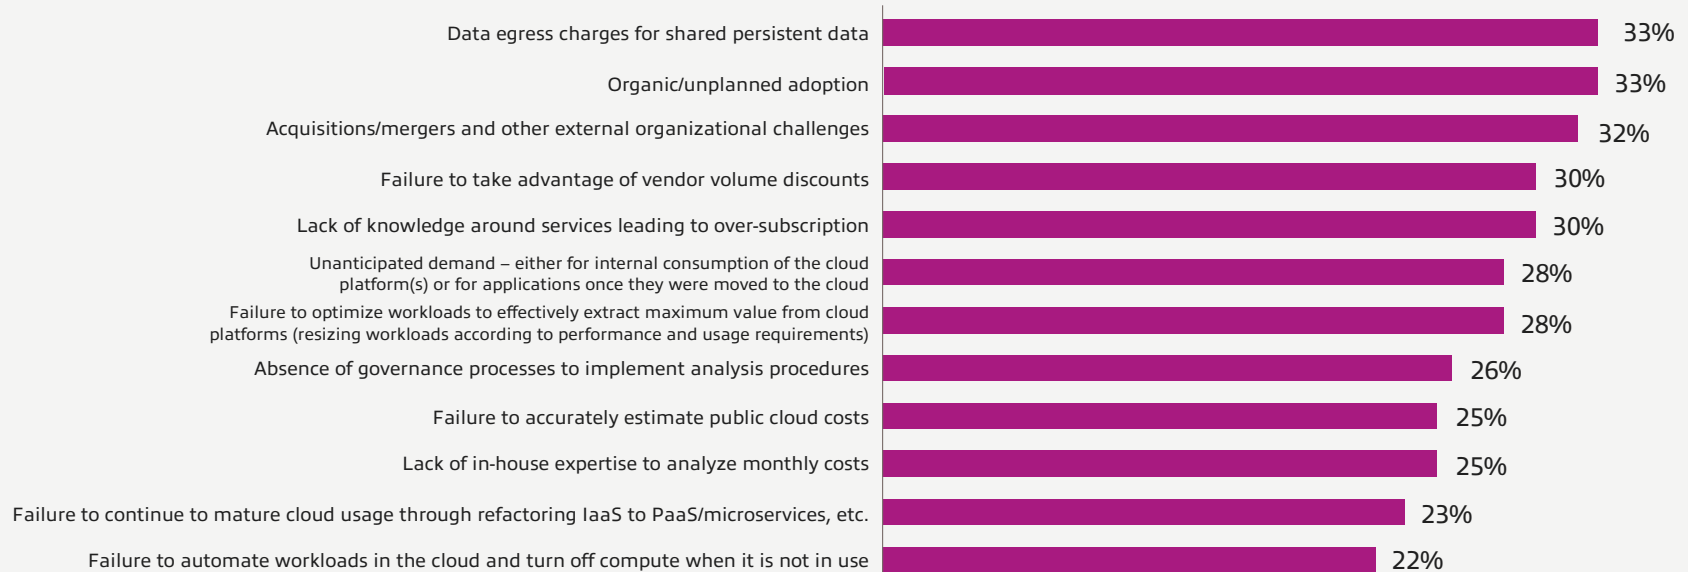 Data egress charges for shared persistent data 33%
Organic/unplanned adoption 33%
Acquisitions/mergers and other external organizational challenges 32%
Failure to take advantage of vendor volume discounts 30%
Lack of knowledge around services leading to over-subscription 30%
Unanticipated demand – either for internal consumption of the cloud
platform(s) or for applications once they were moved to the cloud 28%
Failure to optimize workloads to effectively extract maximum value from cloud
platforms (resizing workloads according to performance and usage requirements) 28%
Absence of governance processes to implement analysis procedures 26%
Failure to accurately estimate public cloud costs 25%
Lack of in-house expertise to analyze monthly costs 25%
Failure to continue to mature cloud usage through refactoring IaaS to PaaS/microservices, etc. 23%
Failure to automate workloads in the cloud and turn off compute when it is not in use 22%